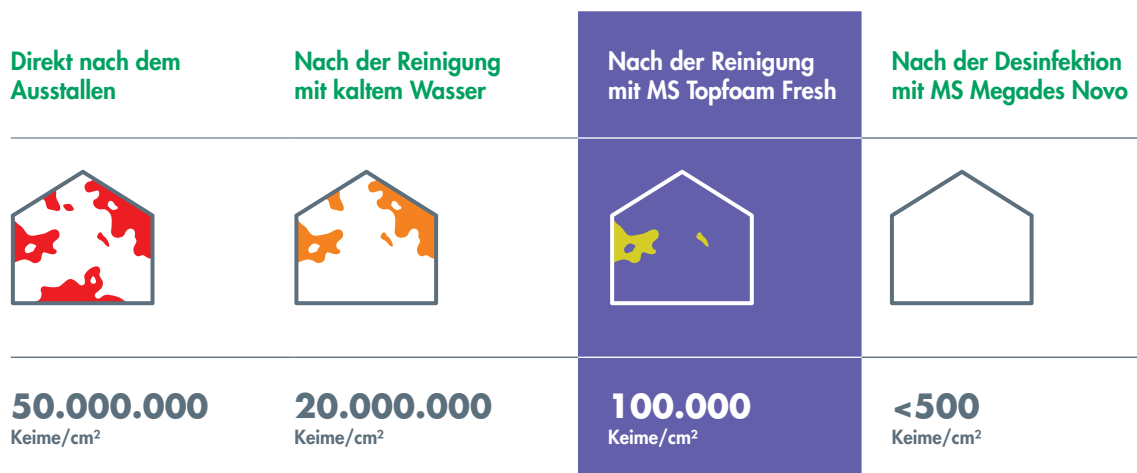 Direkt nach dem
Ausstallen
Nach der Reinigung
mit kaltem Wasser
Nach der Reinigung
mit MS Topfoam Fresh
Nach der Desinfektion
mit MS Megades Novo
50.000.000
Keime/cm²
20.000.000
Keime/cm²
100.000
Keime/cm²
<500
Keime/cm²